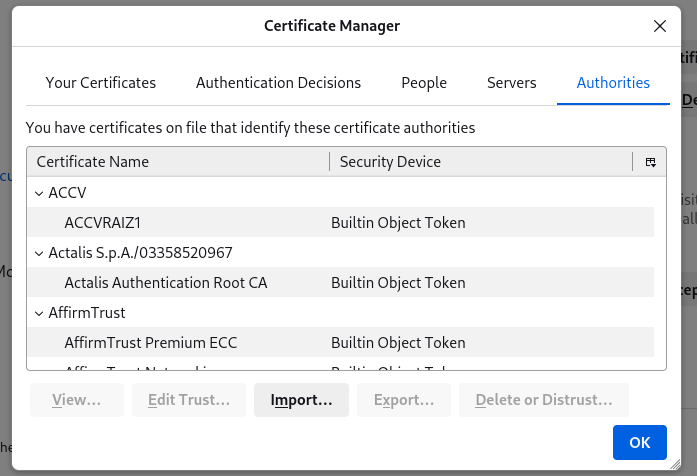 Certificate Manager
Your Certificates Authentication Decisions People Servers Authorities
You have certificates on file that identify these certificate authorities
Certificate Name Security Device
ACCV
ACCVRAIZ1 Builtin Object Token
Actalis S.p.A./03358520967
Actalis Authentication Root CA Builtin Object Token
AffirmTrust
AffirmTrust Premium ECC Builtin Object Token
View... Edit Trust... Import... Export... Delete or Distrust...
OK